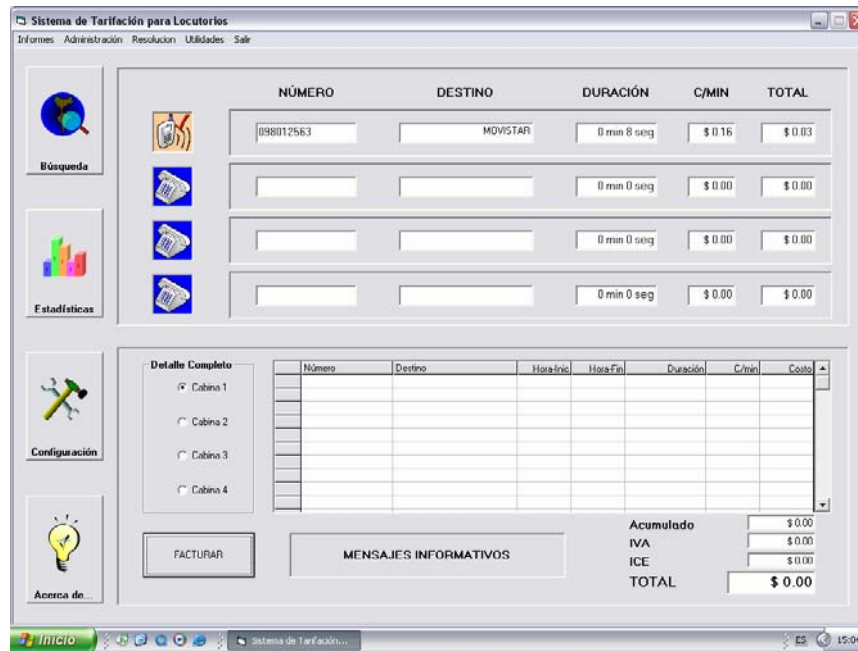 Sistema de Tarifación para Locutorios
Informes Administración Resolucion Utilidades Salir
NÚMERO DESTINO DURACIÓN C/MIN TOTAL
098012563 MOVISTAR 0 min 8 seg $ 0.16 $ 0.03
Búsqueda
0 min 0 seg $ 0.00 $ 0.00
0 min 0 seg $ 0.00 $ 0.00
Estadísticas
0 min 0 seg $ 0.00 $ 0.00
Detalle Completo
Número Destino Hora-Inic Hora-Fin Duración C/min Costo
Cabina 1
Cabina 2
Configuración
Cabina 3
Cabina 4
Acumulado $ 0.00
FACTURAR
MENSAJES INFORMATIVOS
IVA $ 0.00
ICE $ 0.00
TOTAL $ 0.00
Acerca de...
Inicio Sistema de Tarifación... ES 15:0